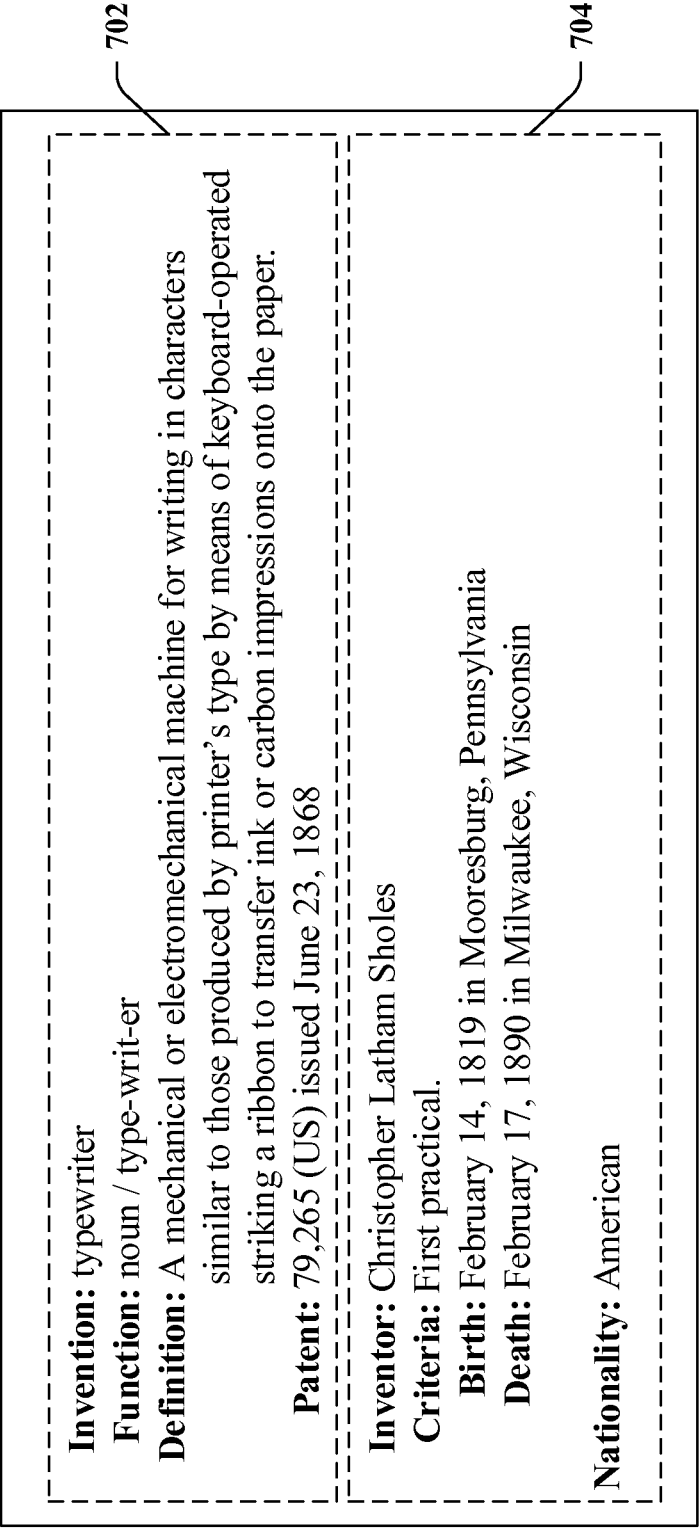 702
Invention: typewriter
Function: noun / type-writ-er
Definition: A mechanical or electromechanical machine for writing in characters
similar to those produced by printer's type by means of keyboard-operated
striking a ribbon to transfer ink or carbon impressions onto the paper.
Patent: 79,265 (US) issued June 23, 1868
704
Inventor: Christopher Latham Sholes
Criteria: First practical.
Birth: February 14, 1819 in Mooresburg, Pennsylvania
Death: February 17, 1890 in Milwaukee, Wisconsin
Nationality: American